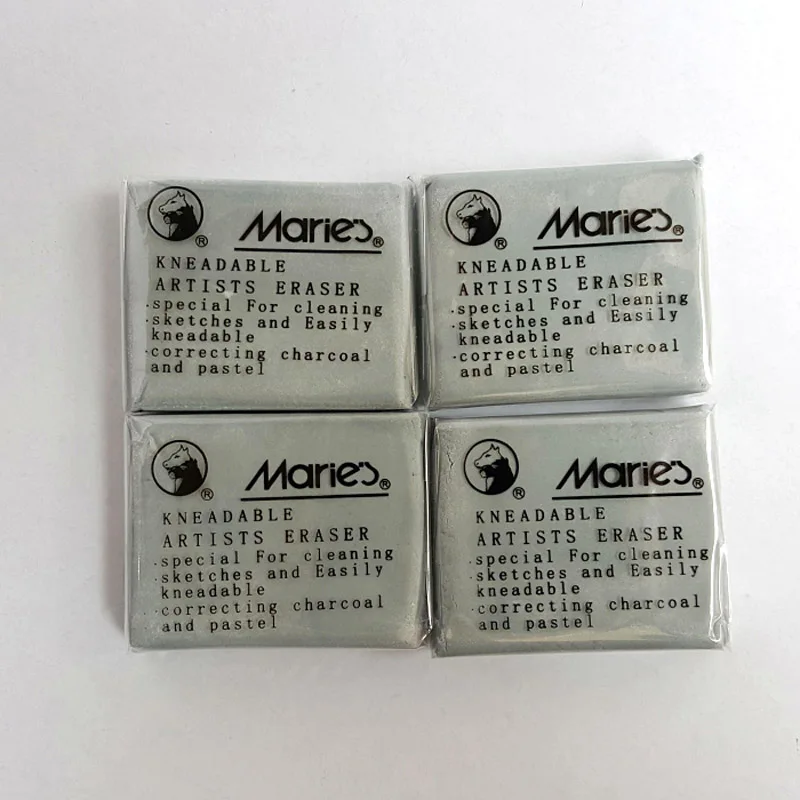 Marie's®
KNEADABLE
ARTISTS ERASER
·special For cleaning
·sketches and Easily
kneadable
·correcting charcoal
and pastel
Marie's®
KNEADABLE
ARTISTS ERASER
·special For cleaning
·sketches and Easily
kneadable
·correcting charcoal
and pastel
Marie's®
KNEADABLE
ARTISTS ERASER
·special For cleaning
·sketches and Easily
kneadable
·correcting charcoal
and pastel
Marie's®
KNEADABLE
ARTISTS ERASER
·special For cleaning
·sketches and Easily
kneadable
·correcting charcoal
and pastel